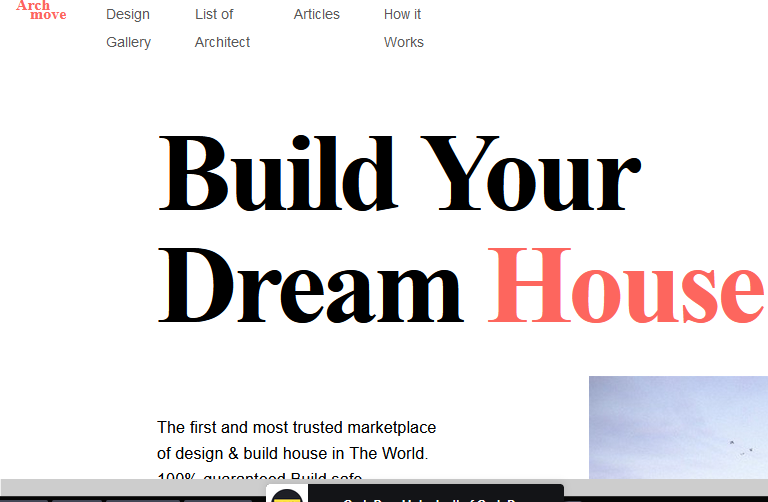 Arch
move
Design
Gallery
List of
Architect
Articles
How it
Works
Build Your
Dream House
The first and most trusted marketplace
of design & build house in The World.
100% guaranteed Build safe